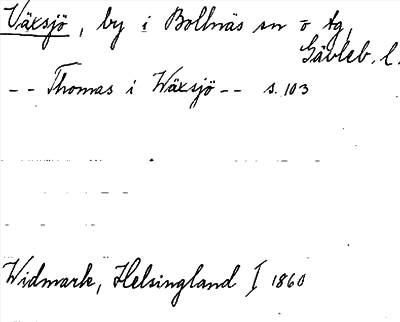 Växsjö, by i Bollnäs sn o tg,
Gävleb. l.
-- Thomas i Wäxsjö -- s. 103
Widmark, Helsingland I 1860